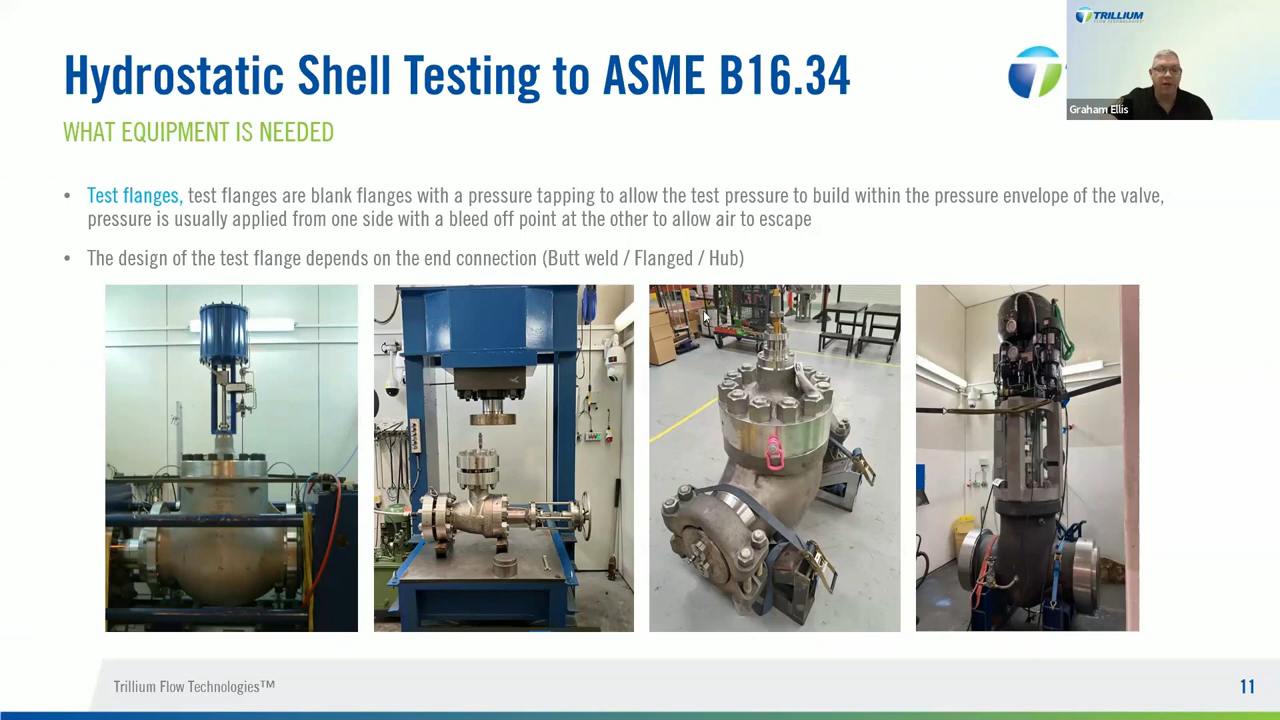 TRILLIUM
FLOW TECHNOLOGIES
Graham Ellis
Hydrostatic Shell Testing to ASME B16.34
WHAT EQUIPMENT IS NEEDED
• Test flanges, test flanges are blank flanges with a pressure tapping to allow the test pressure to build within the pressure envelope of the valve,
pressure is usually applied from one side with a bleed off point at the other to allow air to escape
• The design of the test flange depends on the end connection (Butt weld / Flanged / Hub)
Trillium Flow Technologies™
11